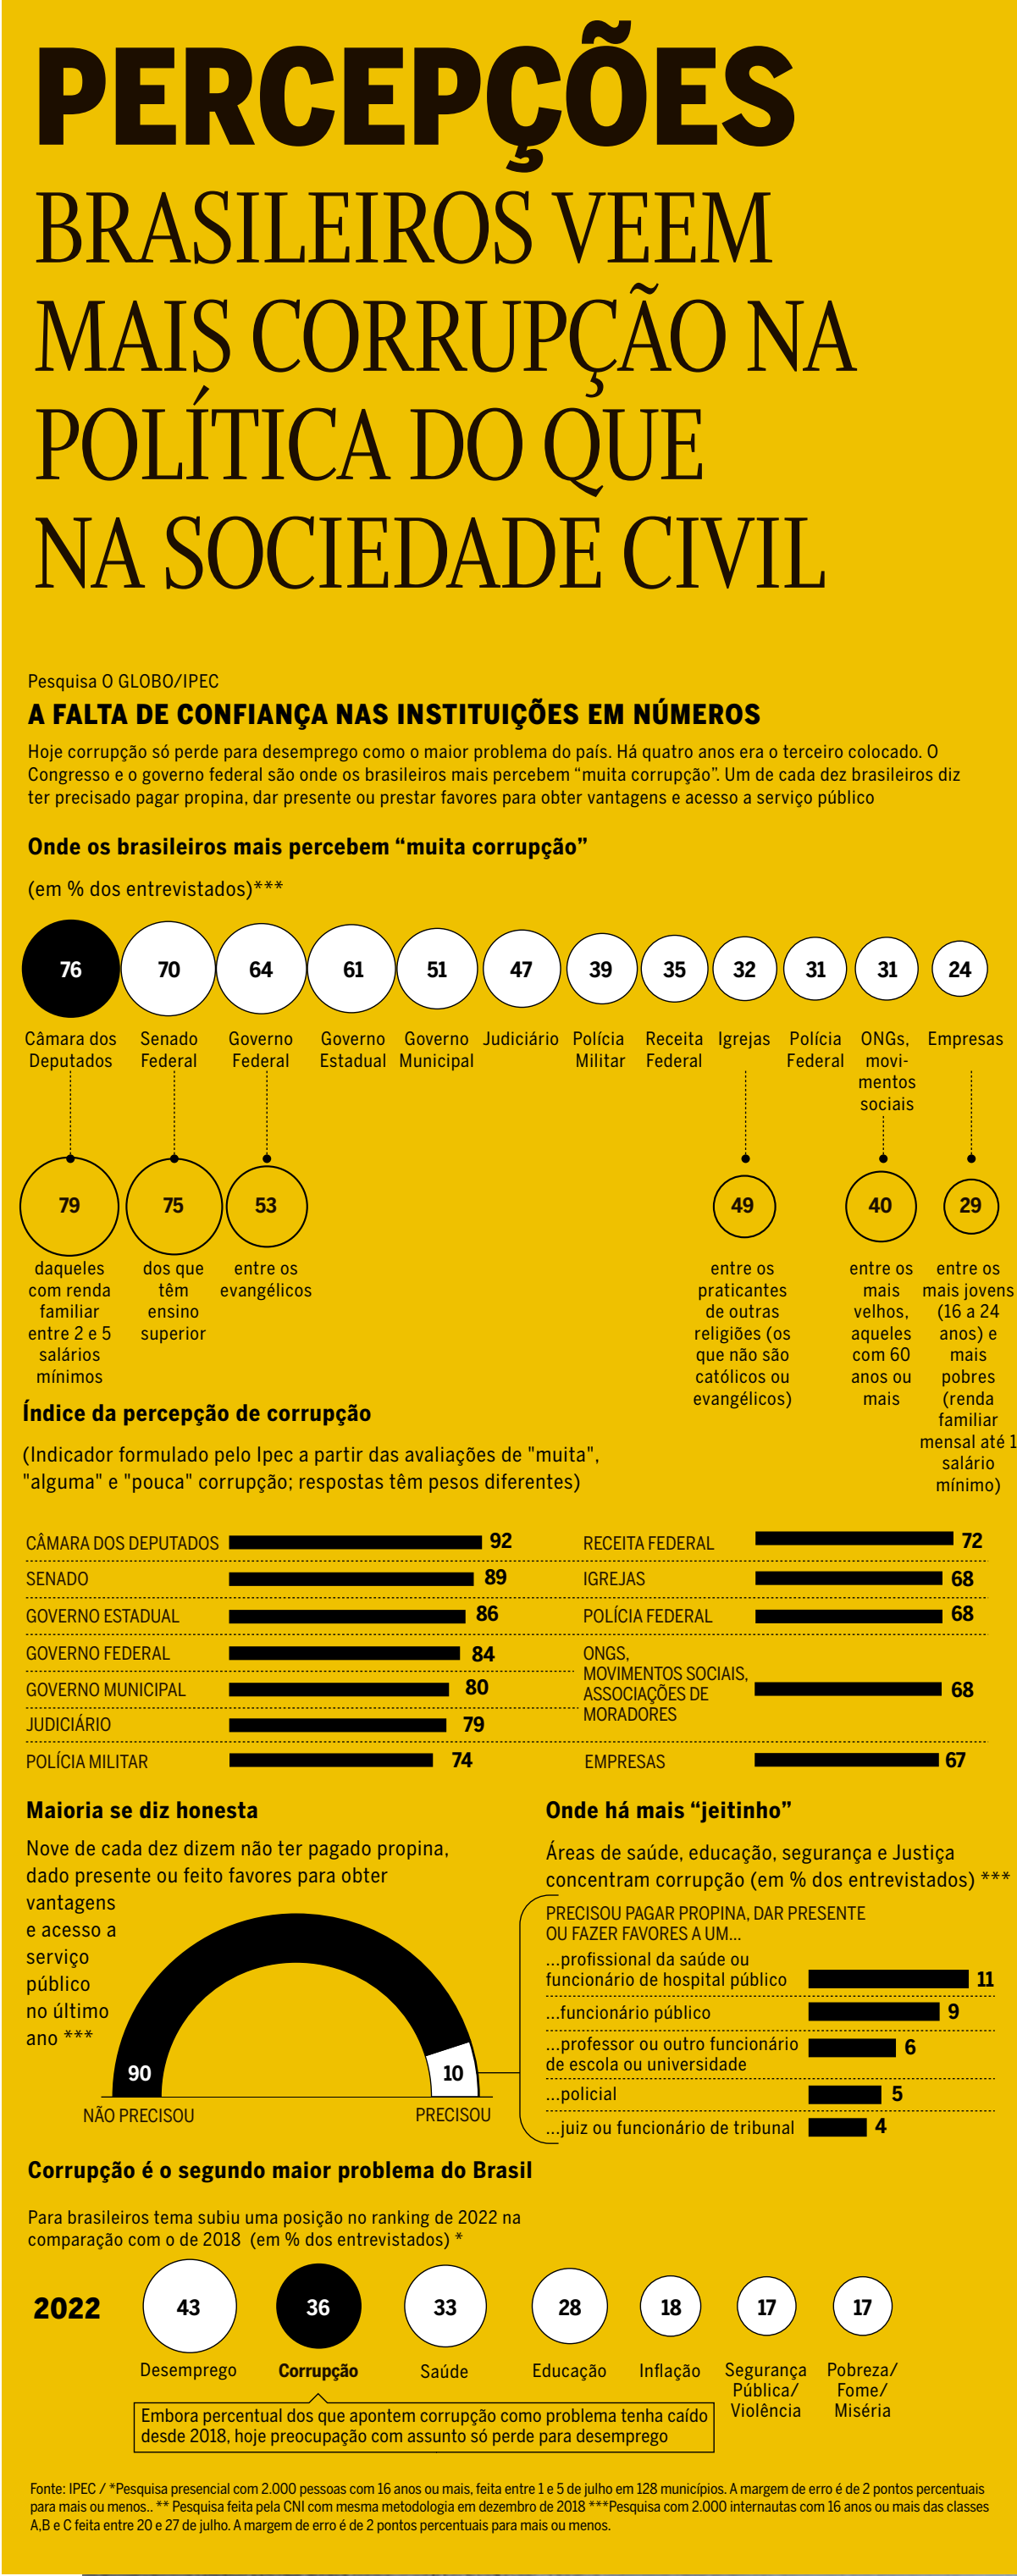 PERCEPÇÕES
BRASILEIROS VEEM
MAIS CORRUPÇÃO NA
POLÍTICA DO QUE
NA SOCIEDADE CIVIL
Pesquisa O GLOBO/IPEC
A FALTA DE CONFIANÇA NAS INSTITUIÇÕES EM NÚMEROS
Hoje corrupção só perde para desemprego como o maior problema do país. Há quatro anos era o terceiro colocado. O
Congresso e o governo federal são onde os brasileiros mais percebem “muita corrupção”. Um de cada dez brasileiros diz
ter precisado pagar propina, dar presente ou prestar favores para obter vantagens e acesso a serviço público
Onde os brasileiros mais percebem “muita corrupção”
(em % dos entrevistados)***
76
70
64
61
51
47
39
35
32
31
31
24
Câmara dos
Deputados
Senado
Federal
Governo
Federal
Governo
Estadual
Governo
Municipal
Judiciário
Polícia
Militar
Receita
Federal
Igrejas
Polícia
Federal
ONGs,
movi-
mentos
sociais
Empresas
79
daqueles
com renda
familiar
entre 2 e 5
salários
mínimos
75
dos que
têm
ensino
superior
53
entre os
evangélicos
49
entre os
praticantes
de outras
religiões (os
que não são
católicos ou
evangélicos)
40
entre os
mais
velhos,
aqueles
com 60
anos ou
mais
29
entre os
mais jovens
(16 a 24
anos) e
mais
pobres
(renda
familiar
mensal até 1
salário
mínimo)
Índice da percepção de corrupção
(Indicador formulado pelo Ipec a partir das avaliações de "muita",
"alguma" e "pouca" corrupção; respostas têm pesos diferentes)
CÂMARA DOS DEPUTADOS 92
SENADO 89
GOVERNO ESTADUAL 86
GOVERNO FEDERAL 84
GOVERNO MUNICIPAL 80
JUDICIÁRIO 79
POLÍCIA MILITAR 74
RECEITA FEDERAL 72
IGREJAS 68
POLÍCIA FEDERAL 68
ONGS,
MOVIMENTOS SOCIAIS,
ASSOCIAÇÕES DE
MORADORES
68
EMPRESAS 67
Maioria se diz honesta
Nove de cada dez dizem não ter pagado propina,
dado presente ou feito favores para obter
vantagens
e acesso a
serviço
público
no último
ano ***
90
10
NÃO PRECISOU
PRECISOU
Onde há mais “jeitinho”
Áreas de saúde, educação, segurança e Justiça
concentram corrupção (em % dos entrevistados) ***
PRECISOU PAGAR PROPINA, DAR PRESENTE
OU FAZER FAVORES A UM...
...profissional da saúde ou
funcionário de hospital público 11
...funcionário público 9
...professor ou outro funcionário
de escola ou universidade 6
...policial 5
...juiz ou funcionário de tribunal 4
Corrupção é o segundo maior problema do Brasil
Para brasileiros tema subiu uma posição no ranking de 2022 na
comparação com o de 2018 (em % dos entrevistados) *
2022
43
36
33
28
18
17
17
Desemprego
Corrupção
Saúde
Educação
Inflação
Segurança
Pública/
Violência
Pobreza/
Fome/
Miséria
Embora percentual dos que apontem corrupção como problema tenha caído
desde 2018, hoje preocupação com assunto só perde para desemprego
Fonte: IPEC / *Pesquisa presencial com 2.000 pessoas com 16 anos ou mais, feita entre 1 e 5 de julho em 128 municípios. A margem de erro é de 2 pontos percentuais
para mais ou menos.. ** Pesquisa feita pela CNI com mesma metodologia em dezembro de 2018 ***Pesquisa com 2.000 internautas com 16 anos ou mais das classes
A,B e C feita entre 20 e 27 de julho. A margem de erro é de 2 pontos percentuais para mais ou menos.